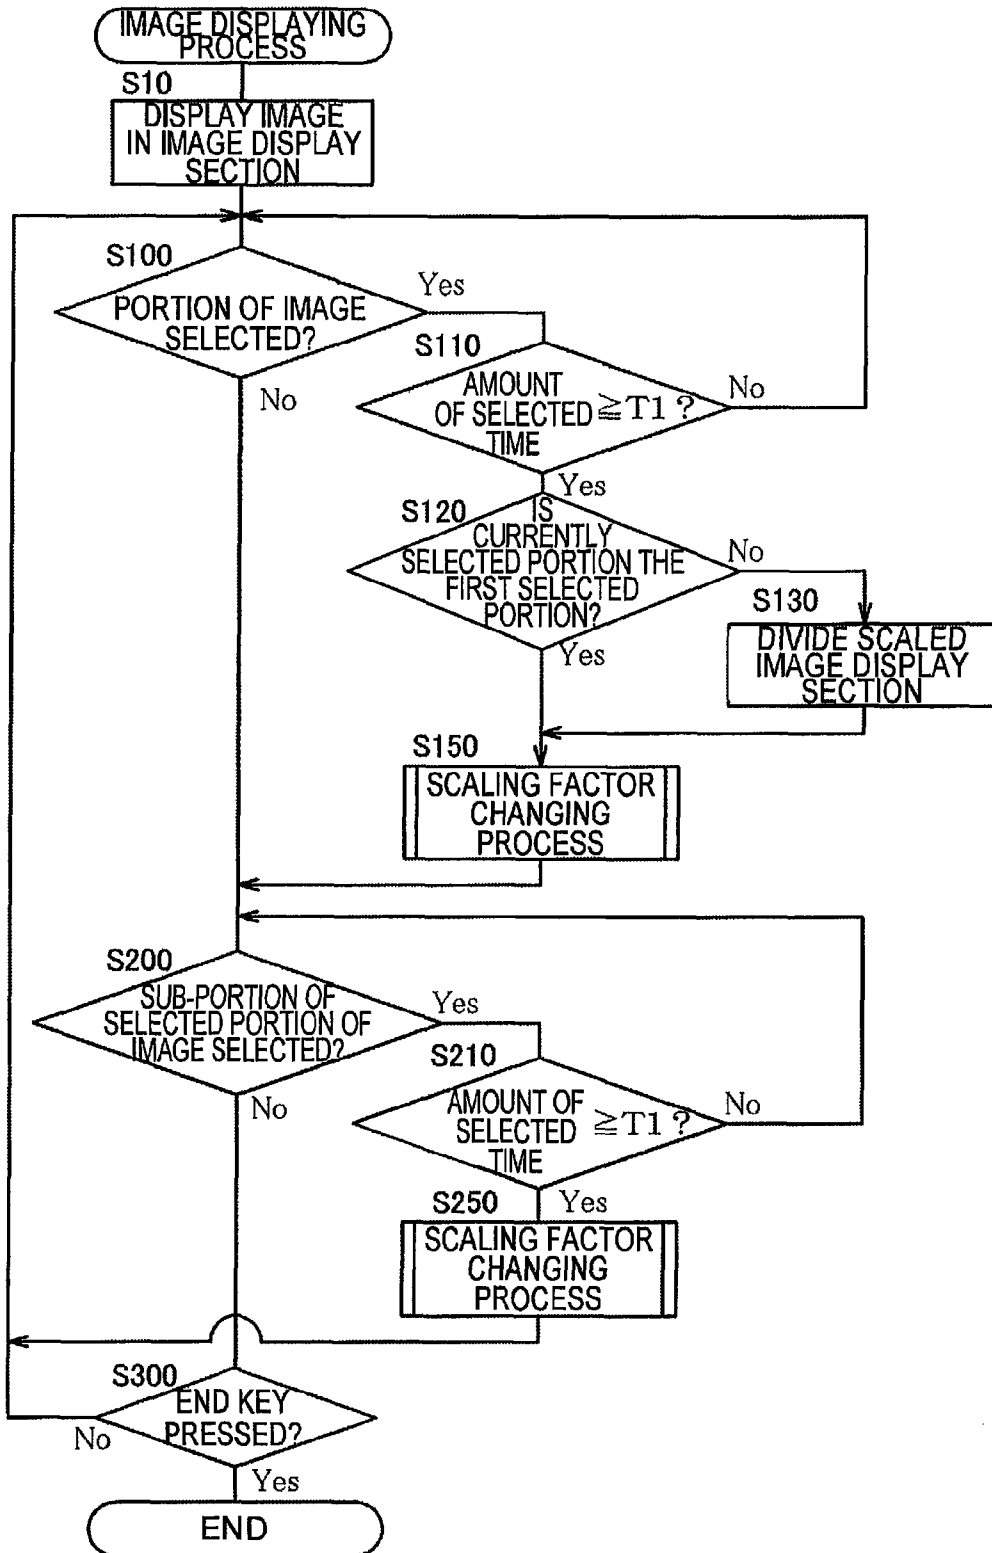 IMAGE DISPLAYING
PROCESS
S10
DISPLAY IMAGE
IN IMAGE DISPLAY
SECTION
S100
PORTION OF IMAGE
SELECTED?
Yes
No
S110
AMOUNT
OF SELECTED ≧T1 ?
TIME
No
Yes
S120
IS
CURRENTLY
SELECTED PORTION THE
FIRST SELECTED
PORTION?
No
Yes
S130
DIVIDE SCALED
IMAGE DISPLAY
SECTION
S150
SCALING FACTOR
CHANGING
PROCESS
S200
SUB-PORTION OF
SELECTED PORTION OF
IMAGE SELECTED?
Yes
No
S210
AMOUNT OF
SELECTED ≧T1 ?
TIME
No
Yes
S250
SCALING FACTOR
CHANGING
PROCESS
S300
END KEY
PRESSED?
No
Yes
END